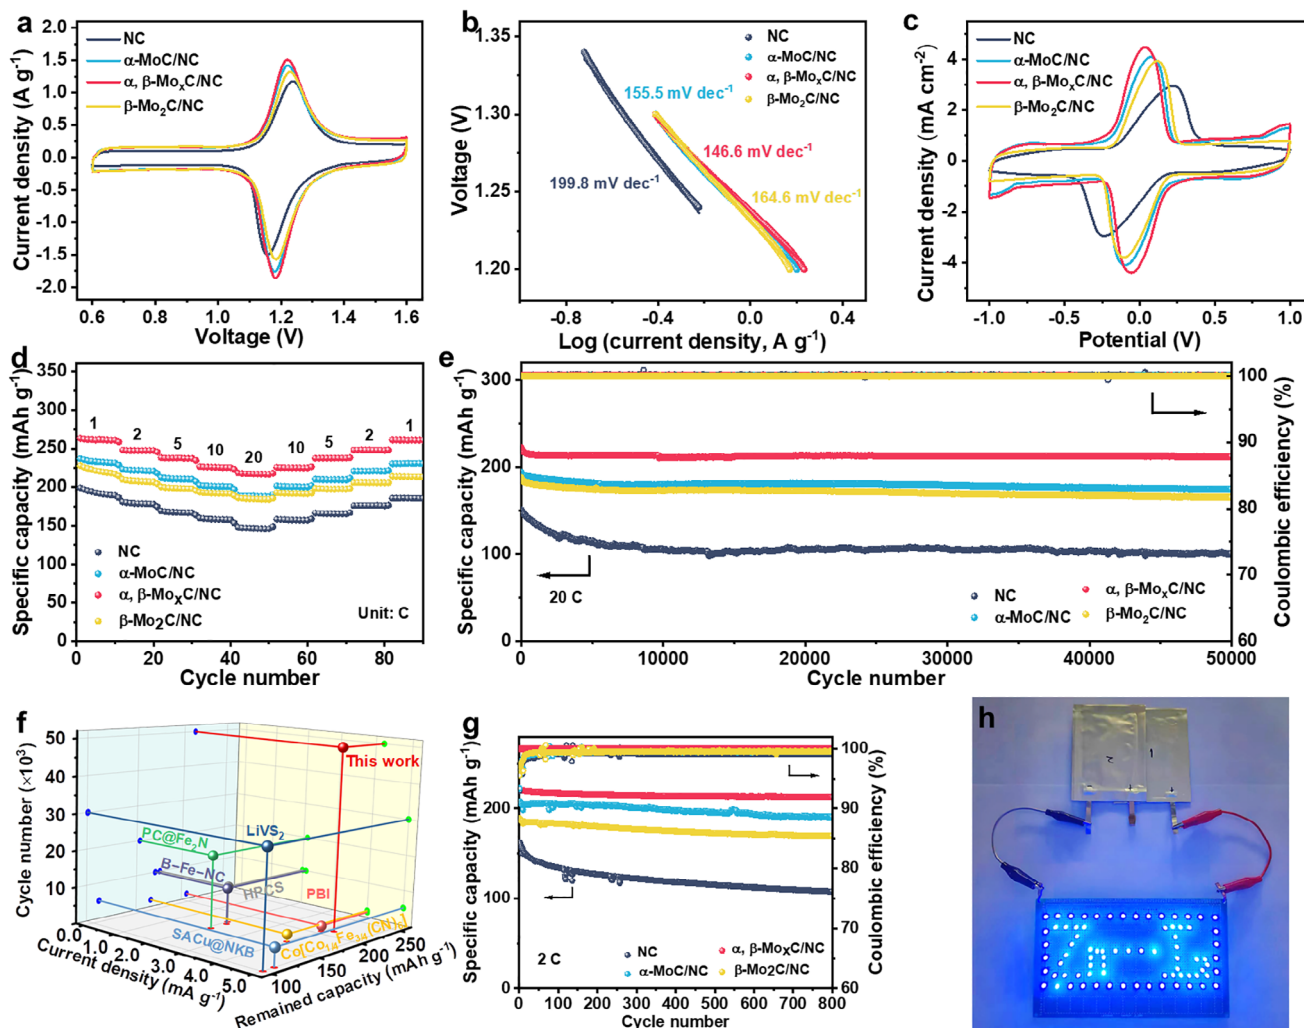 a
NC
α-MoC/NC
α, β-MoxC/NC
β-Mo2C/NC
Current density (A g⁻¹)
2.0
1.5
1.0
0.5
0.0
-0.5
-1.0
-1.5
-2.0
0.6 0.8 1.0 1.2 1.4 1.6
Voltage (V)
b
NC
α-MoC/NC
α, β-MoxC/NC
β-Mo2C/NC
155.5 mV dec⁻¹
146.6 mV dec⁻¹
199.8 mV dec⁻¹
164.6 mV dec⁻¹
Voltage (V)
1.35
1.30
1.25
1.20
-0.8 -0.4 0.0 0.4
Log (current density, A g⁻¹)
c
NC
α-MoC/NC
α, β-MoxC/NC
β-Mo2C/NC
Current density (mA cm⁻²)
4
2
0
-2
-4
-1.0 -0.5 0.0 0.5 1.0
Potential (V)
d
Specific capacity (mAh g⁻¹)
350
300
250
200
150
100
50
0
1 2 5 10 20 10 5 2 1
NC
α-MoC/NC
α, β-MoXC/NC
β-Mo2C/NC
Unit: C
0 20 40 60 80
Cycle number
e
Specific capacity (mAh g⁻¹)
300
200
100
0
Coulombic efficiency (%)
100
90
80
70
60
20 C
NC
α-MoC/NC
α, β-MoxC/NC
β-Mo2C/NC
0 10000 20000 30000 40000 50000
Cycle number
f
Cycle number (×10³)
50
40
30
20
10
0
This work
LiVS2
PC@Fe2N
B-Fe-NC
HPCS
PBI
SACu@NKB
Co[Co1/4Fe3/4(CN)6]
0.0 1.0 2.0 3.0 4.0 5.0
Current density (mA g⁻¹)
100 150 200 250
Remained capacity (mAh g⁻¹)
g
Specific capacity (mAh g⁻¹)
200
100
0
Coulombic efficiency (%)
100
90
80
70
60
2 C
NC
α-MoC/NC
α, β-MoXC/NC
β-Mo2C/NC
0 100 200 300 400 500 600 700 800
Cycle number
h
2
1
Zn-I